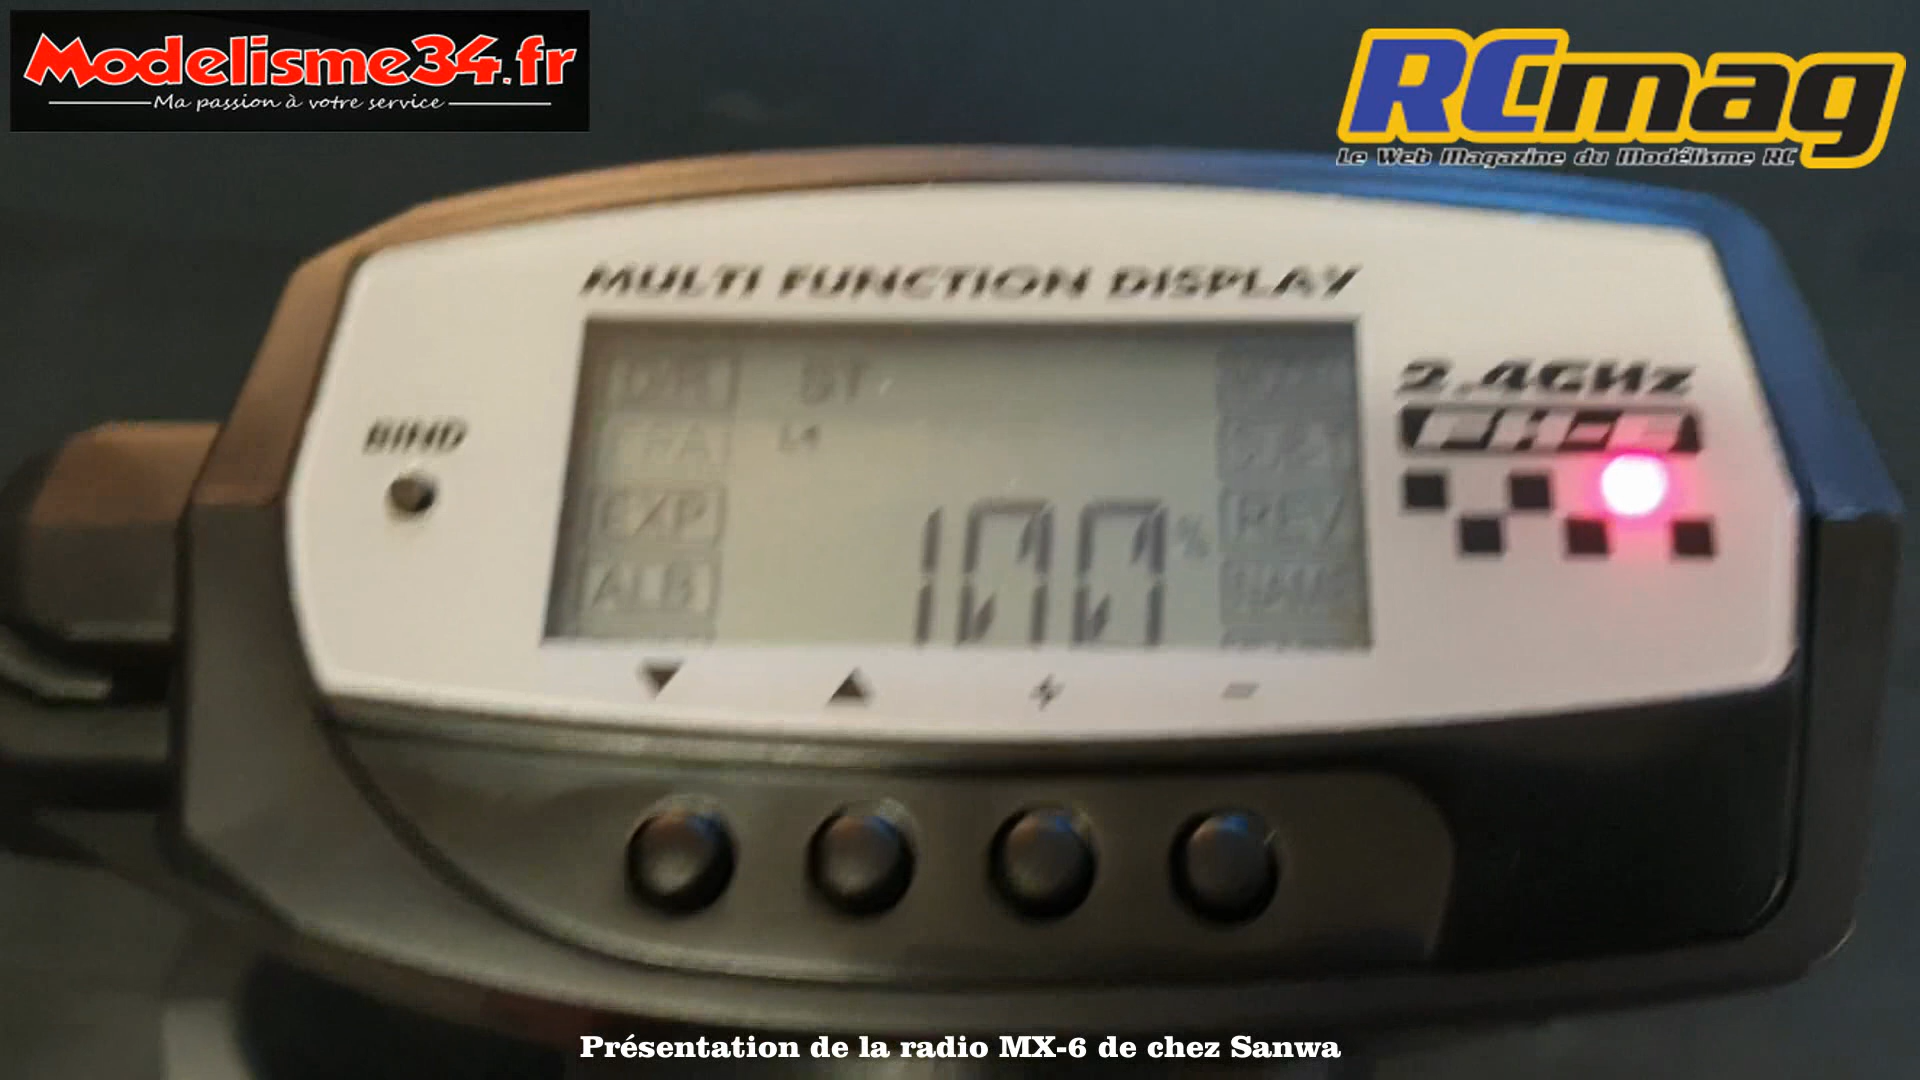 Modelisme34.fr
Ma passion à votre service
RCmag
Le Web Magazine du Modélisme RC
MULTI FUNCTION DISPLAY
D/R
ST
2.4GHz
BIND
EXP
100 %
REV
ALB
NAME
Présentation de la radio MX-6 de chez Sanwa